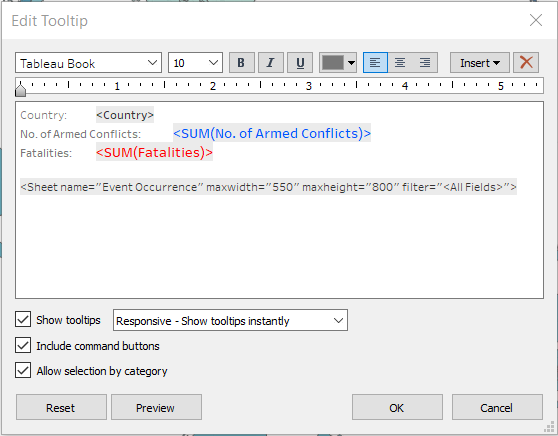 Edit Tooltip
Tableau Book 10 B I U Insert
1 2 3 4 5
Country: <Country>
No. of Armed Conflicts: <SUM(No. of Armed Conflicts)>
Fatalities: <SUM(Fatalities)>
<Sheet name="Event Occurrence" maxwidth="550" maxheight="800" filter="<All Fields>">
Show tooltips Responsive - Show tooltips instantly
Include command buttons
Allow selection by category
Reset Preview OK Cancel